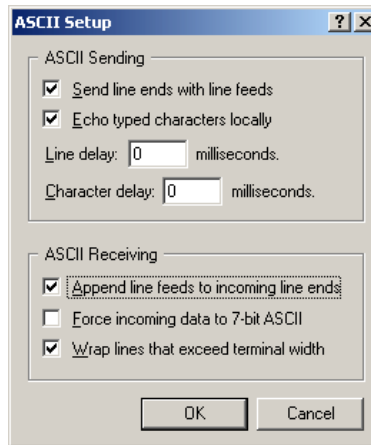 ASCII Setup
ASCII Sending
Send line ends with line feeds
Echo typed characters locally
Line delay: 0 milliseconds.
Character delay: 0 milliseconds.
ASCII Receiving
Append line feeds to incoming line ends
Force incoming data to 7-bit ASCII
Wrap lines that exceed terminal width
OK Cancel